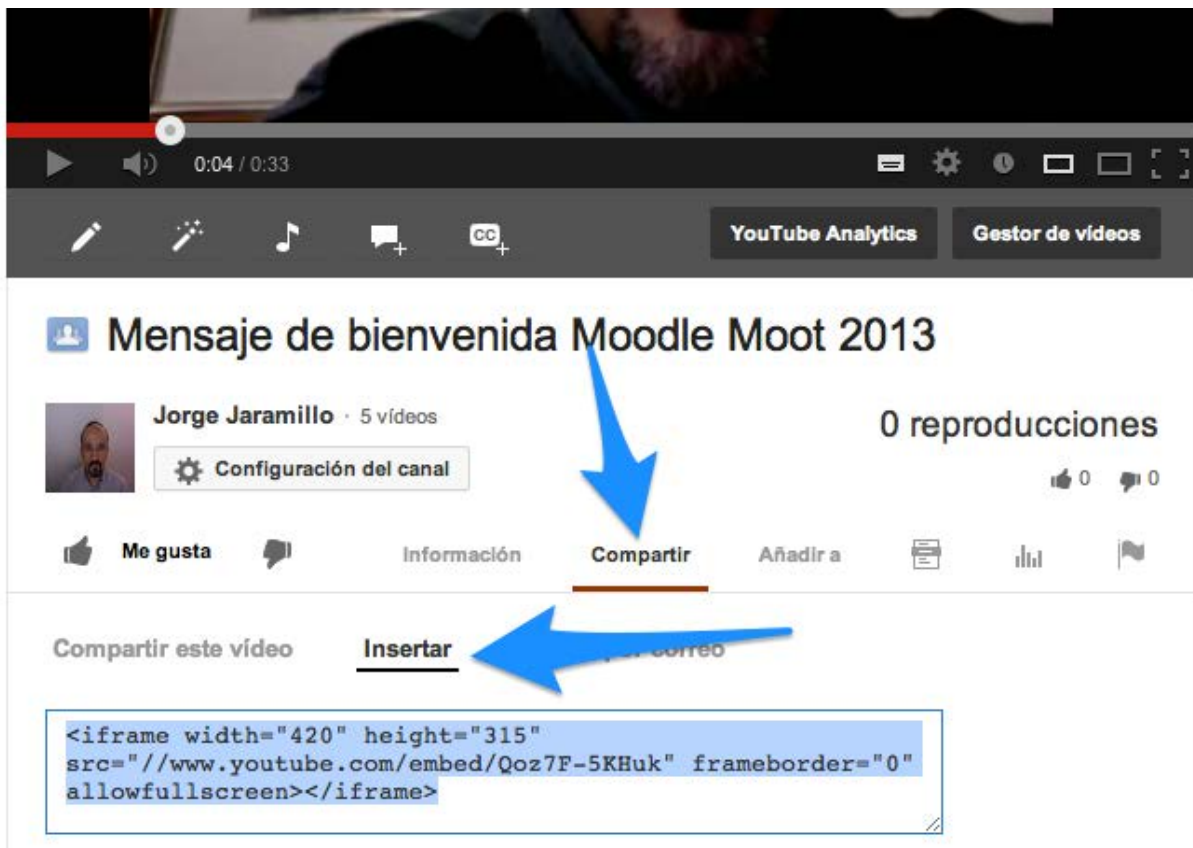 0:04 / 0:33
CC
YouTube Analytics Gestor de vídeos
Mensaje de bienvenida Moodle Moot 2013
Jorge Jaramillo · 5 vídeos
0 reproducciones
Configuración del canal
0 0
Me gusta Información Compartir Añadir a
Compartir este vídeo Insertar correo
<iframe width="420" height="315"
src="//www.youtube.com/embed/Qoz7F-5KHuk" frameborder="0"
allowfullscreen></iframe>